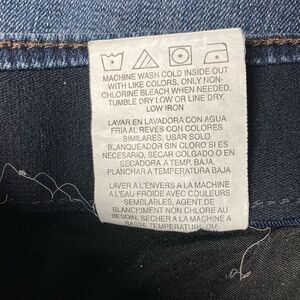 MACHINE WASH COLD INSIDE OUT
WITH LIKE COLORS, ONLY NON-
CHLORINE BLEACH WHEN NEEDED,
TUMBLE DRY LOW OR LINE DRY,
LOW IRON
LAVAR EN LAVADORA CON AGUA
FRIA AL REVES CON COLORES
SIMILARES, USAR SOLO
BLANQUEADOR SIN CLORO SI ES
NECESARIO, SECAR COLGADO O EN
TEMP. BAJA,
PLANCHAR A TEMPERATURA BAJA
LAVER A L'ENVERS A LA MACHINE
A L'EAU FROIDE AVEC COULEURS
SEMBLABLES, AGENT DE
BLANCHIMENT NON CHLORE AU
BESOIN, SECHER A LA MACHINE A
BASSE TEMPERATURE OU